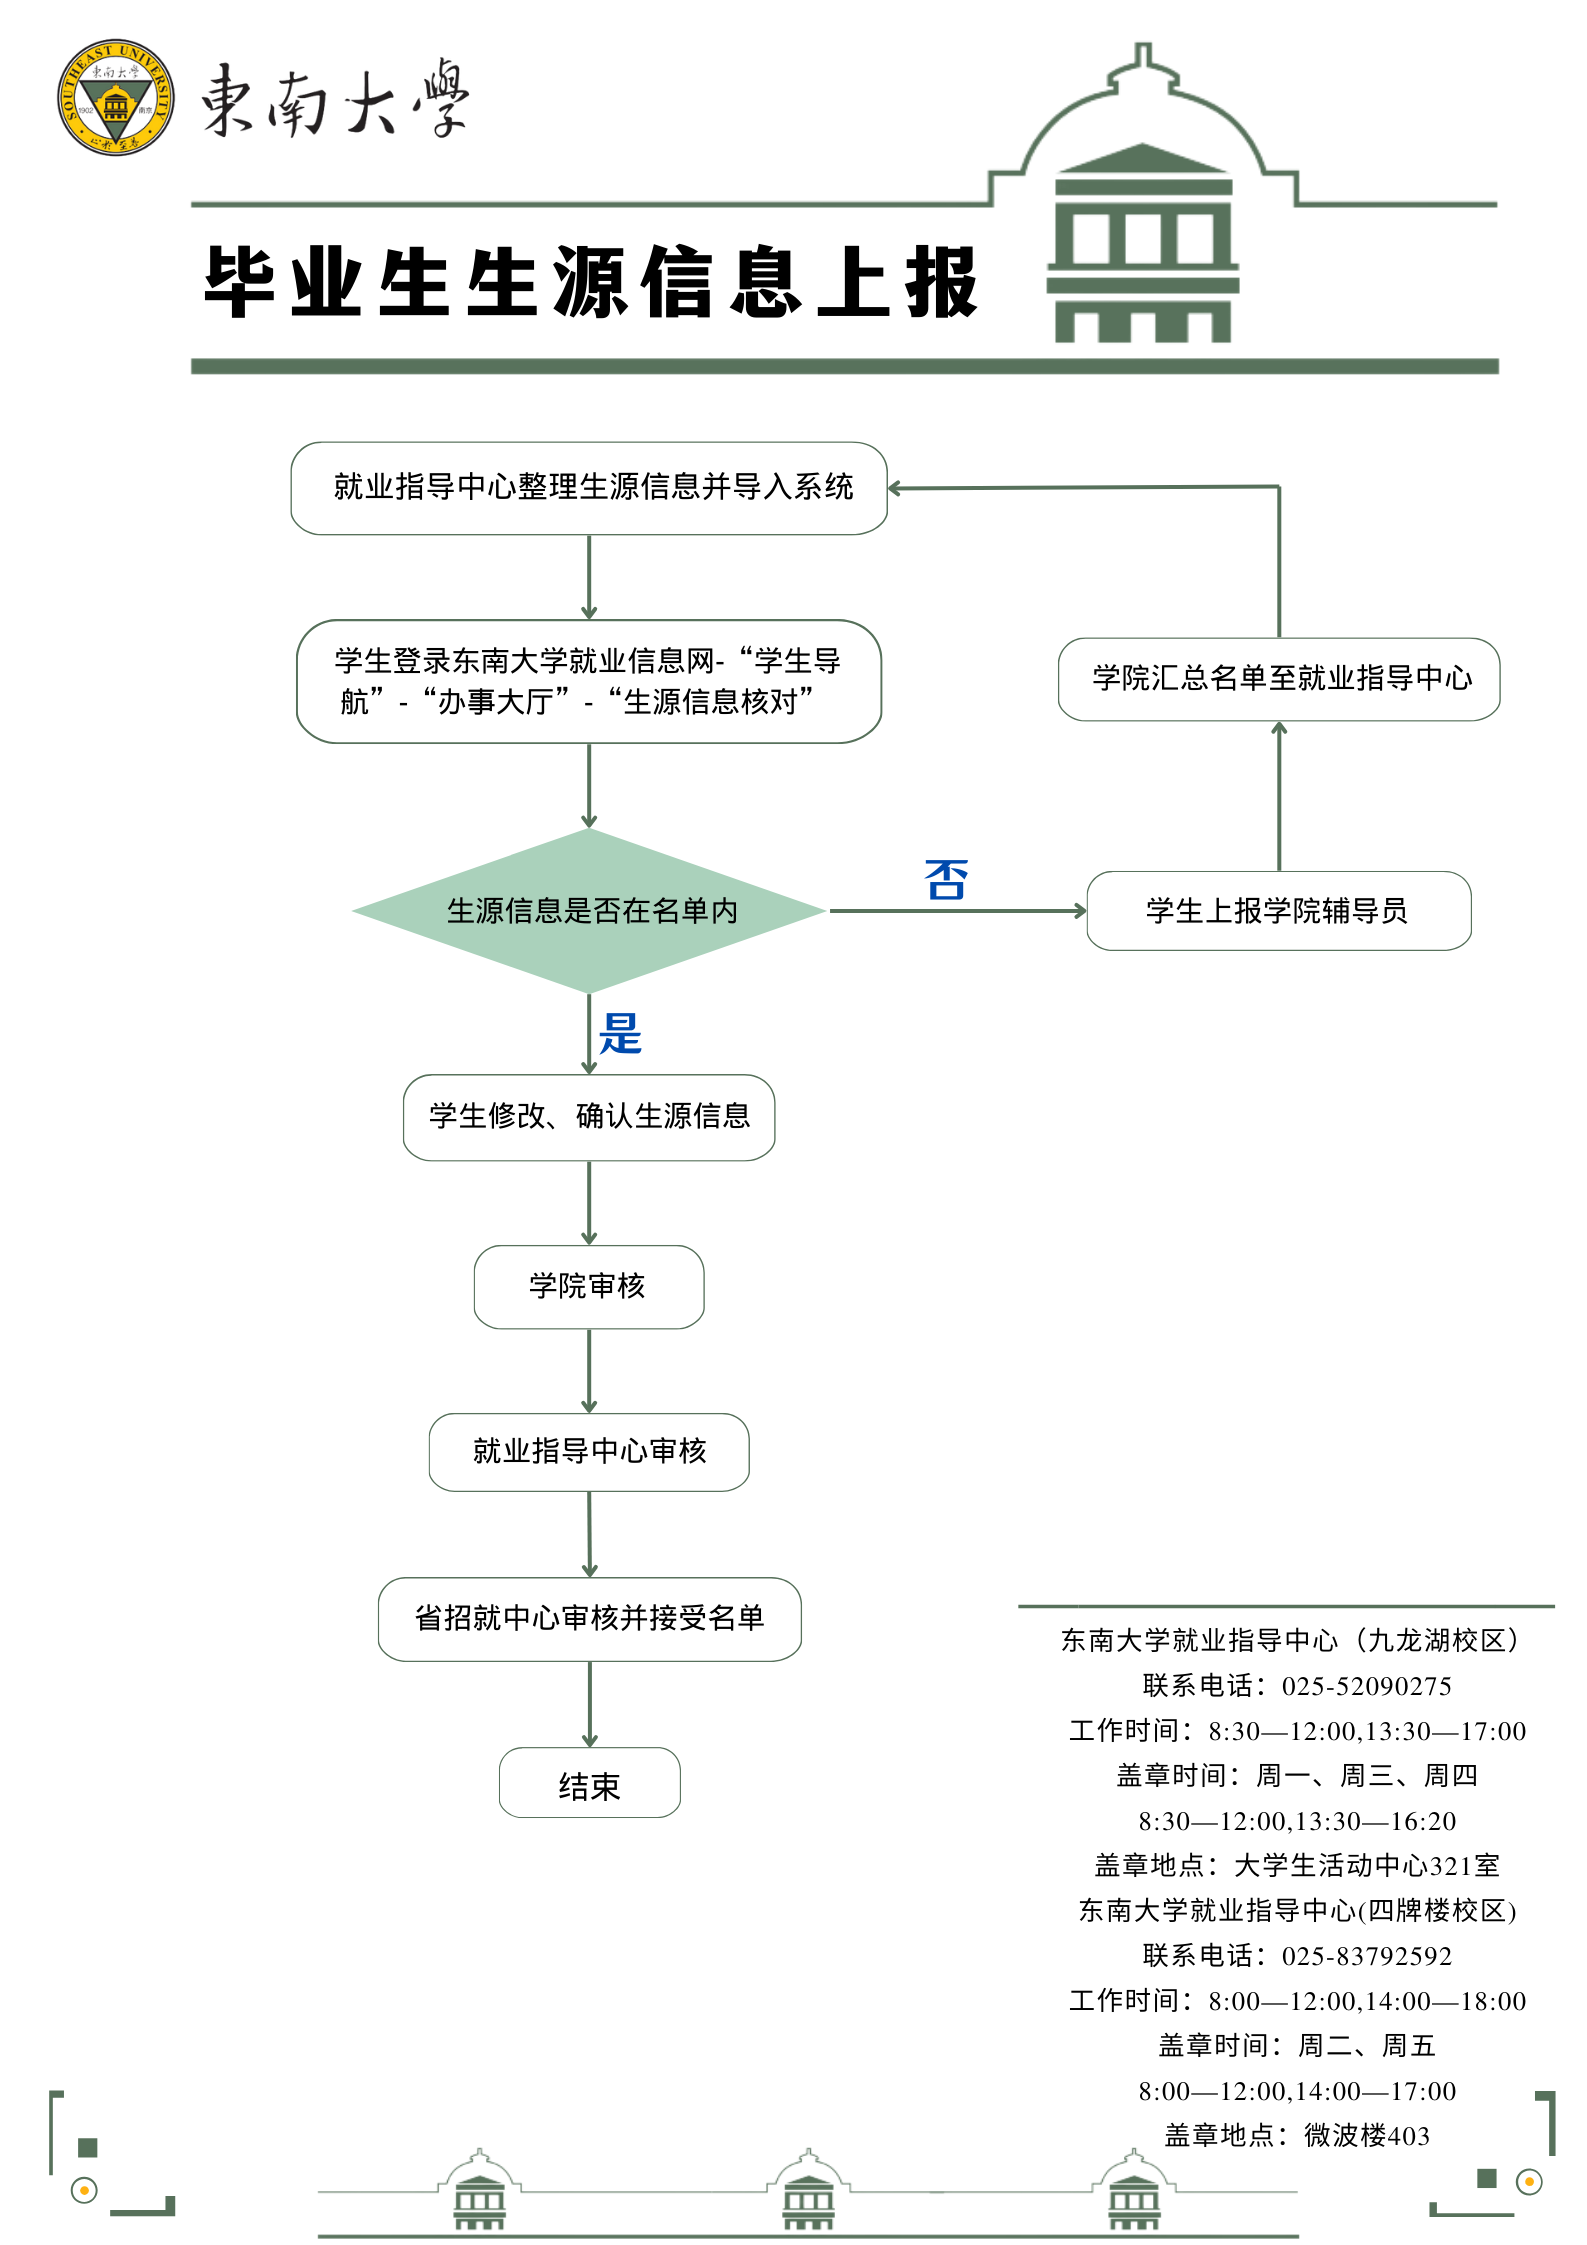 SOUTHEAST UNIVERSITY
東南大學
1902
南京
東南大學
毕业生生源信息上报
就业指导中心整理生源信息并导入系统
学生登录东南大学就业信息网-“学生导
航”-“办事大厅”-“生源信息核对”
学院汇总名单至就业指导中心
生源信息是否在名单内
否
学生上报学院辅导员
是
学生修改、确认生源信息
学院审核
就业指导中心审核
省招就中心审核并接受名单
结束
东南大学就业指导中心（九龙湖校区）
联系电话：025-52090275
工作时间：8:30—12:00,13:30—17:00
盖章时间：周一、周三、周四
8:30—12:00,13:30—16:20
盖章地点：大学生活动中心321室
东南大学就业指导中心(四牌楼校区)
联系电话：025-83792592
工作时间：8:00—12:00,14:00—18:00
盖章时间：周二、周五
8:00—12:00,14:00—17:00
盖章地点：微波楼403